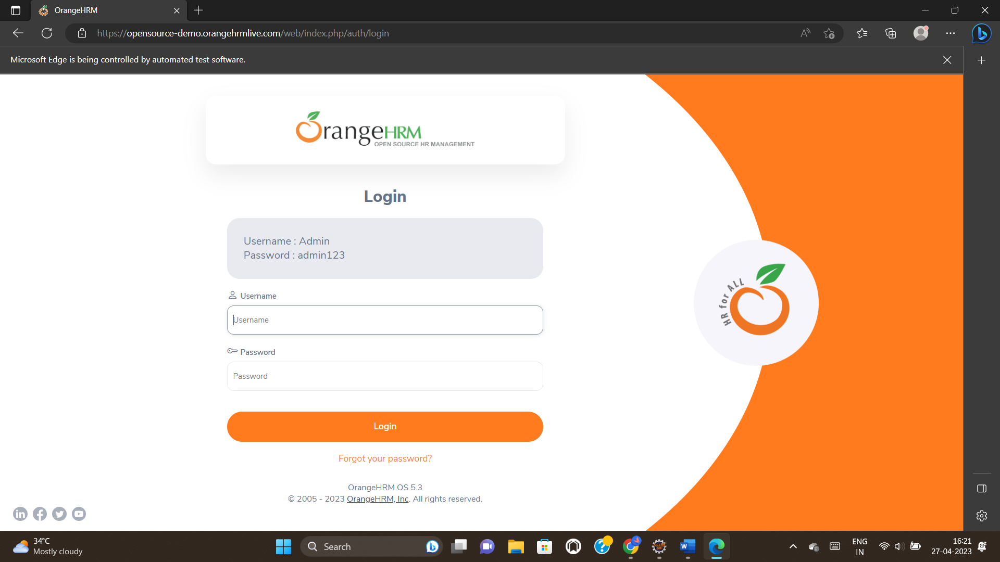 OrangeHRM
https://opensource-demo.orangehrmlive.com/web/index.php/auth/login
Microsoft Edge is being controlled by automated test software.
OrangeHRM
OPEN SOURCE HR MANAGEMENT
Login
Username : Admin
Password : admin123
Username
Username
Password
Password
Login
Forgot your password?
OrangeHRM OS 5.3
© 2005 - 2023 OrangeHRM, Inc. All rights reserved.
HR for ALL
34°C
Mostly cloudy
Search
ENG
IN
16:21
27-04-2023